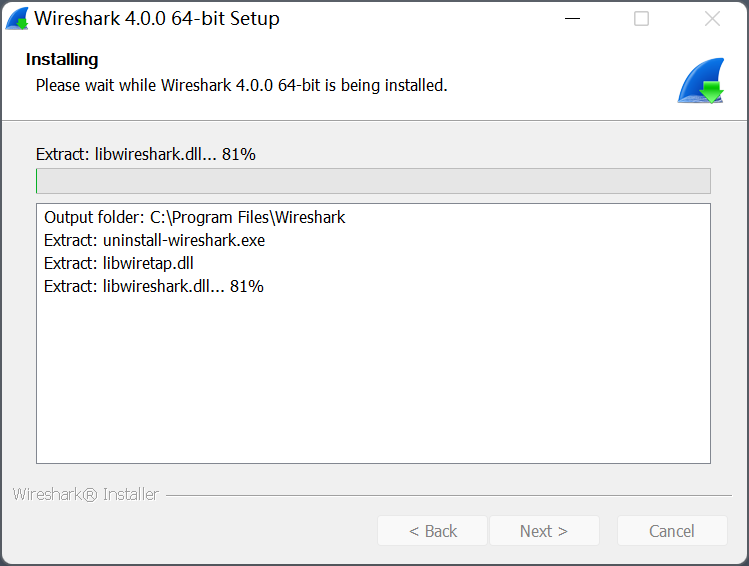 Wireshark 4.0.0 64-bit Setup
Installing
Please wait while Wireshark 4.0.0 64-bit is being installed.
Extract: libwireshark.dll... 81%
Output folder: C:\Program Files\Wireshark
Extract: uninstall-wireshark.exe
Extract: libwiretap.dll
Extract: libwireshark.dll... 81%
Wireshark® Installer
< Back
Next >
Cancel